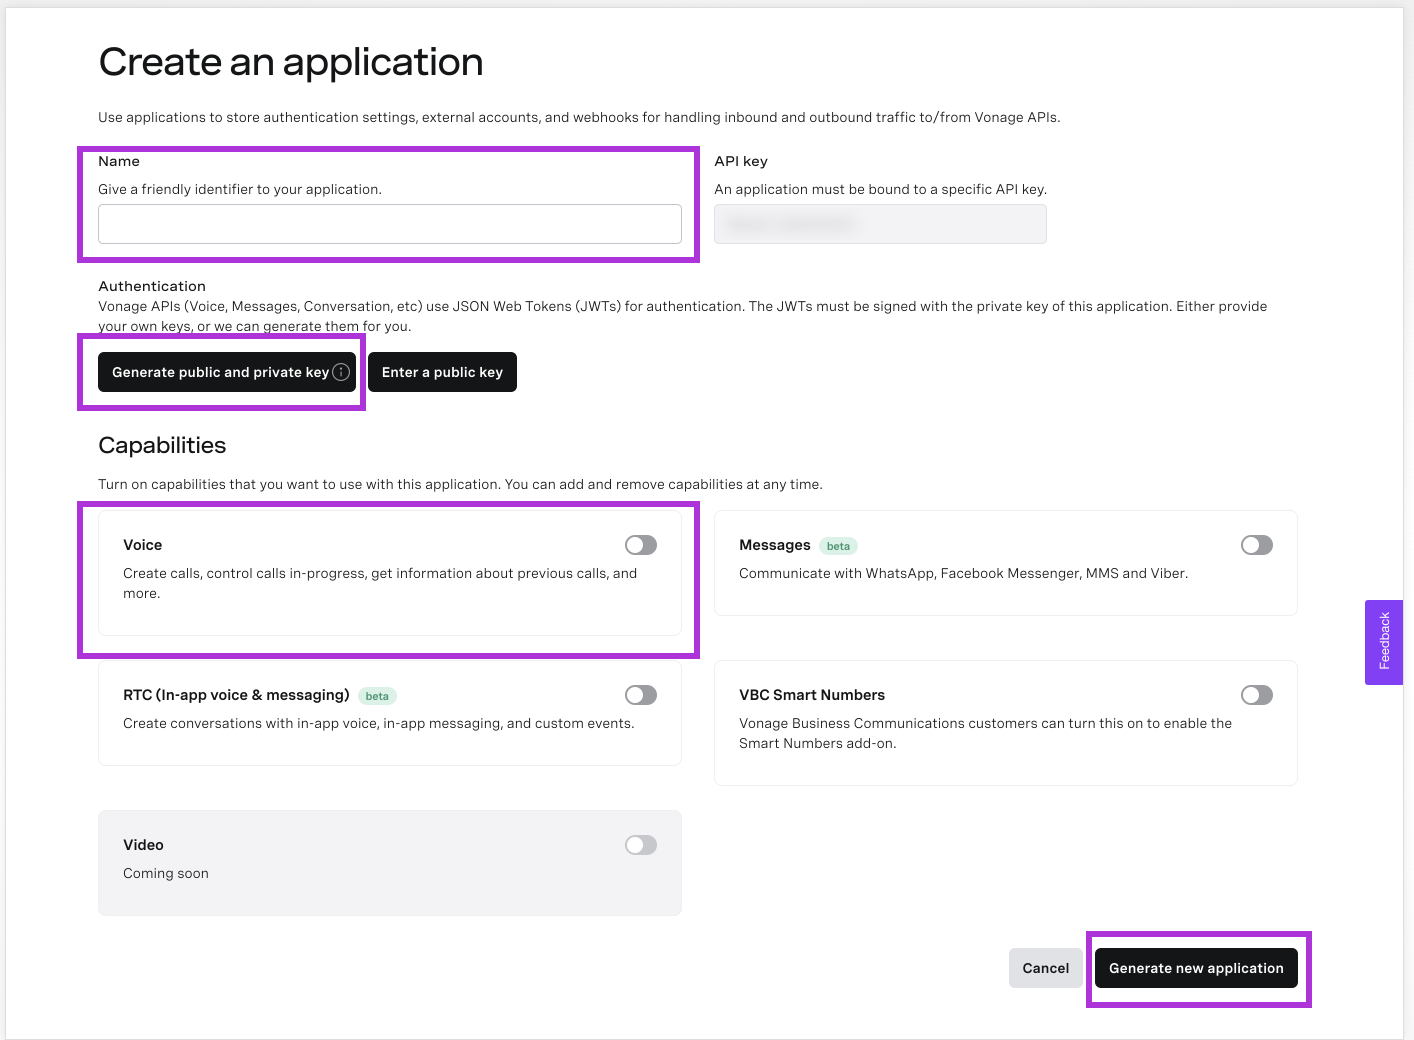 Create an application
Use applications to store authentication settings, external accounts, and webhooks for handling inbound and outbound traffic to/from Vonage APIs.
Name
Give a friendly identifier to your application.
API key
An application must be bound to a specific API key.
Authentication
Vonage APIs (Voice, Messages, Conversation, etc) use JSON Web Tokens (JWTs) for authentication. The JWTs must be signed with the private key of this application. Either provide
your own keys, or we can generate them for you.
Generate public and private key
Enter a public key
Capabilities
Turn on capabilities that you want to use with this application. You can add and remove capabilities at any time.
Voice
Create calls, control calls in-progress, get information about previous calls, and
more.
Messages beta
Communicate with WhatsApp, Facebook Messenger, MMS and Viber.
RTC (In-app voice & messaging) beta
Create conversations with in-app voice, in-app messaging, and custom events.
VBC Smart Numbers
Vonage Business Communications customers can turn this on to enable the
Smart Numbers add-on.
Video
Coming soon
Feedback
Cancel
Generate new application